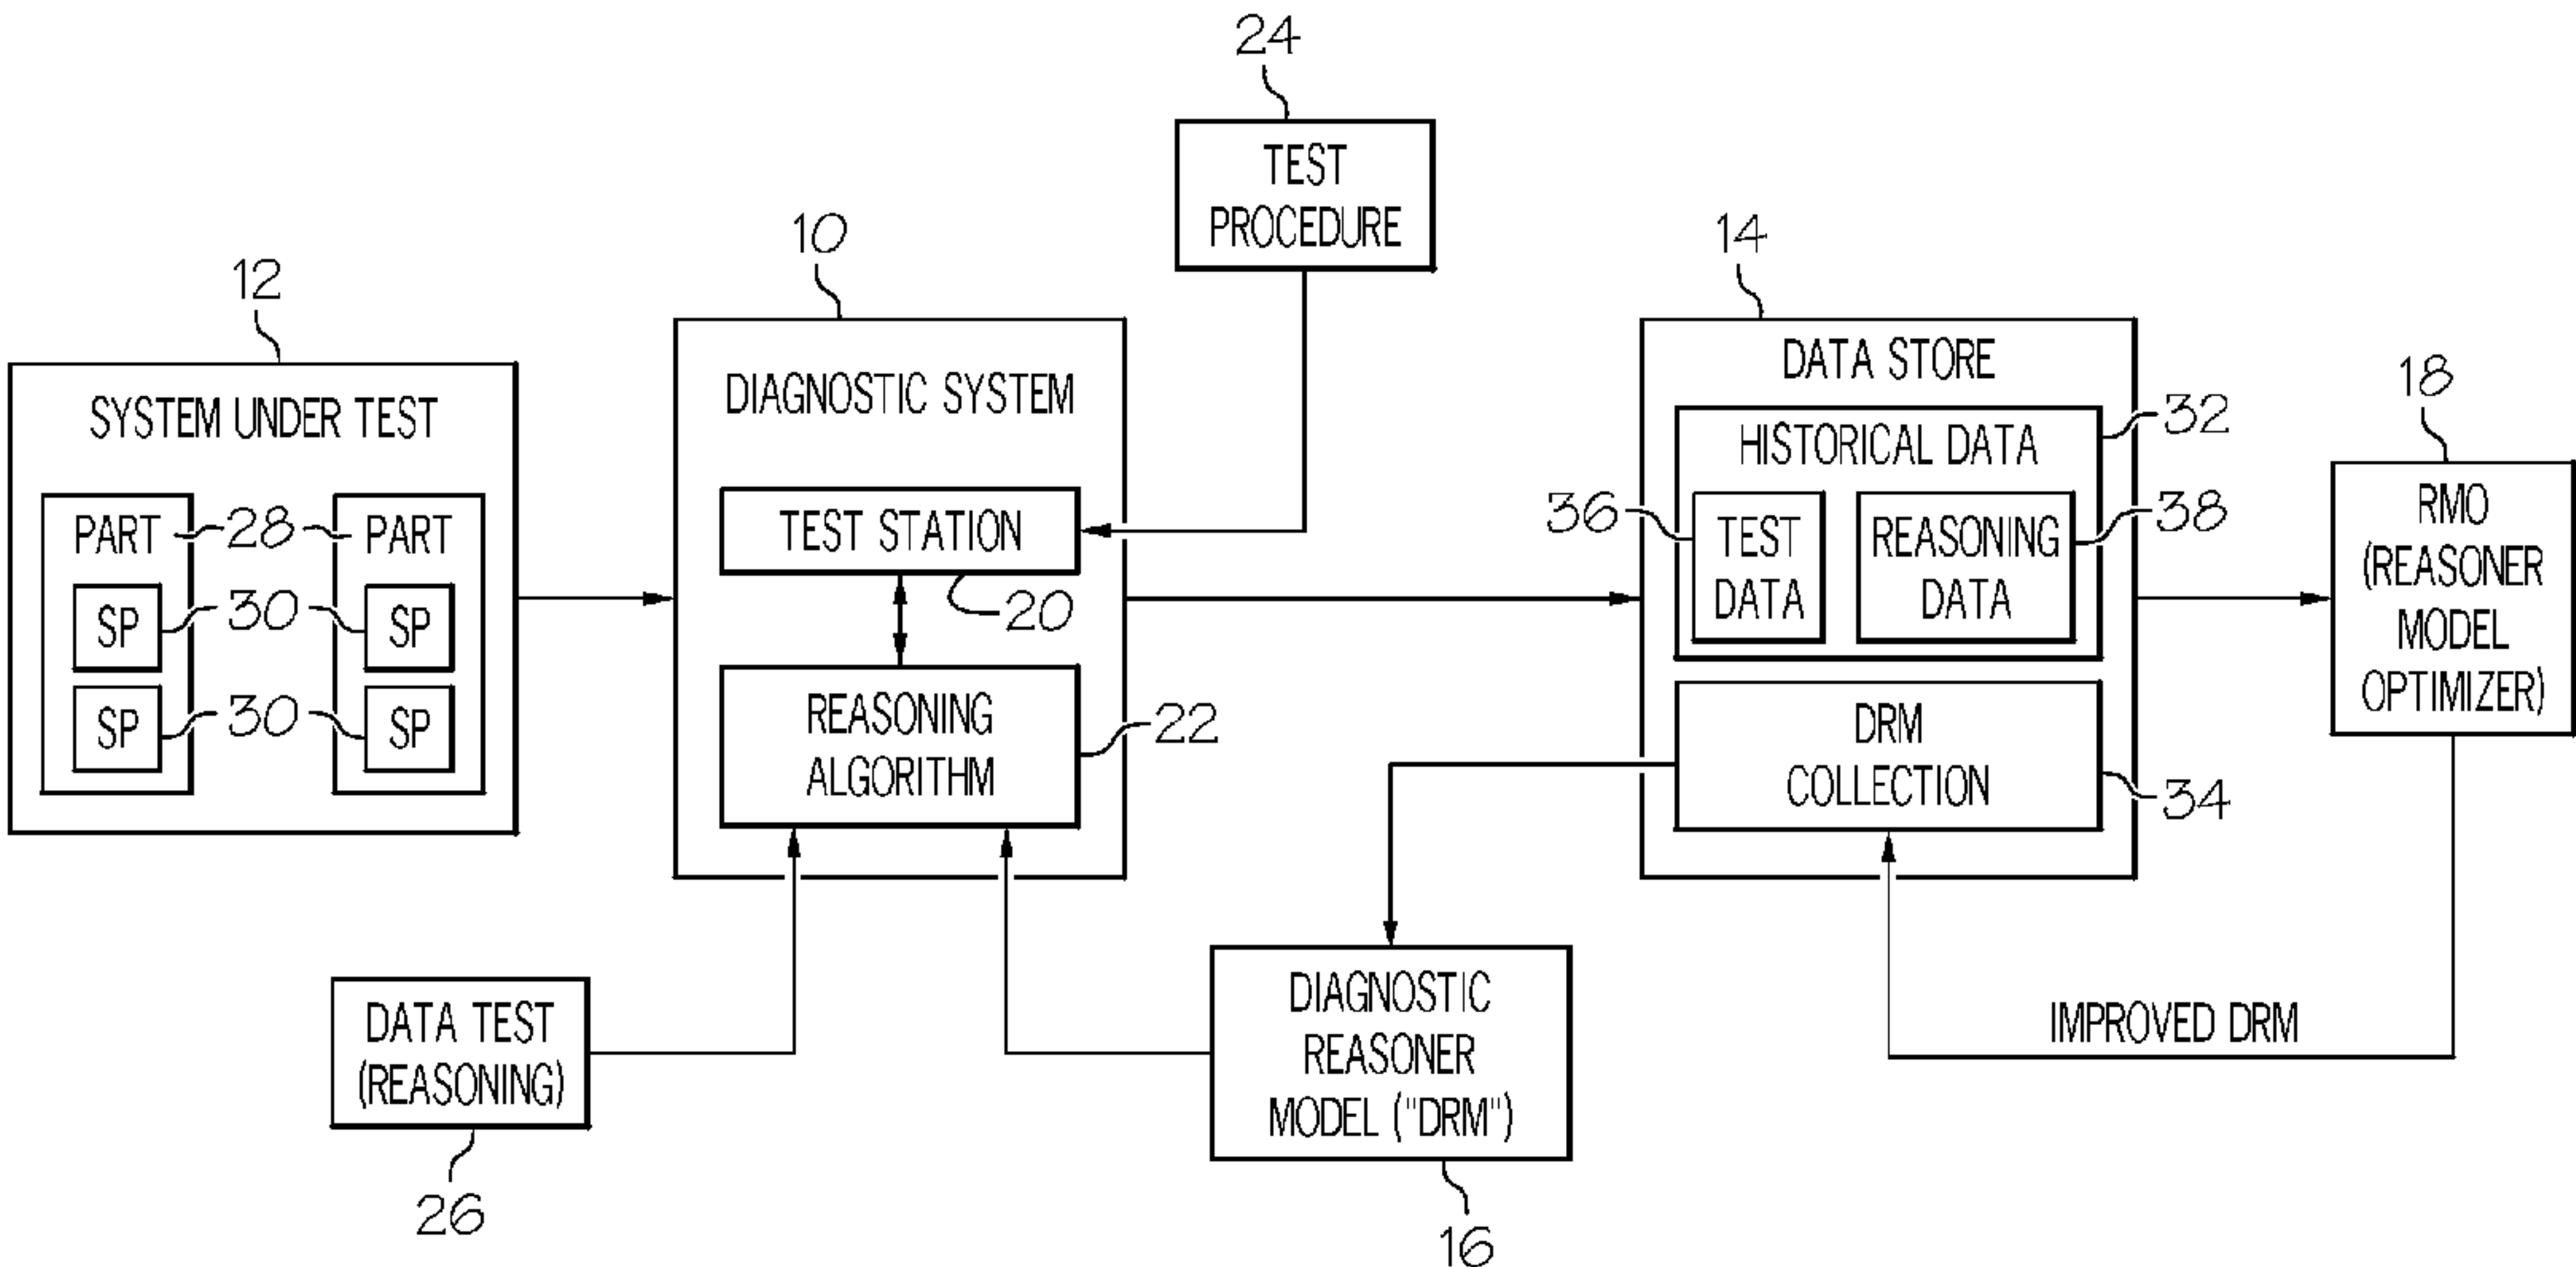 24
TEST
PROCEDURE
10
14
12
DATA STORE
18
DIAGNOSTIC SYSTEM
SYSTEM UNDER TEST
32
HISTORICAL DATA
RMO
(REASONER
MODEL
OPTIMIZER)
36
38
PART
28
PART
TEST STATION
TEST
DATA
REASONING
DATA
SP
30
SP
20
SP
30
SP
REASONING
ALGORITHM
22
DRM
COLLECTION
34
DATA TEST
(REASONING)
DIAGNOSTIC
REASONER
MODEL ("DRM")
IMPROVED DRM
26
16